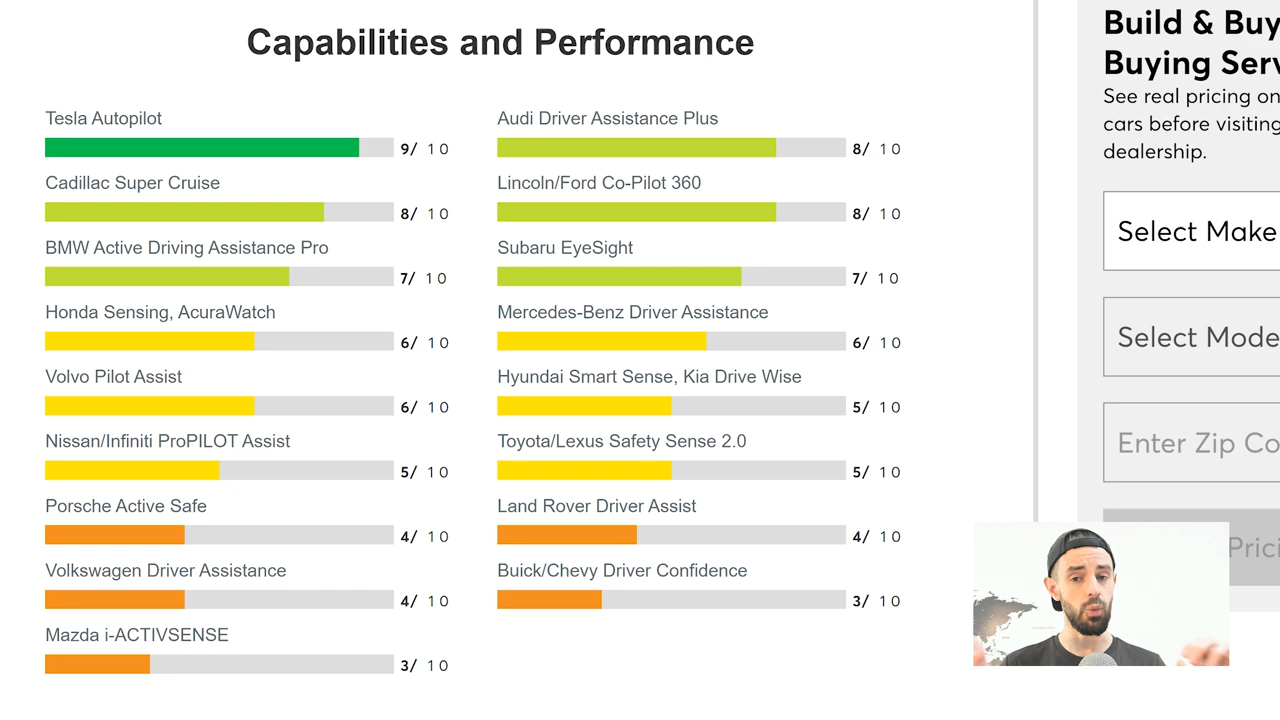 Capabilities and Performance
Tesla Autopilot
9/ 10
Audi Driver Assistance Plus
8/ 10
Cadillac Super Cruise
8/ 10
Lincoln/Ford Co-Pilot 360
8/ 10
BMW Active Driving Assistance Pro
7/ 10
Subaru EyeSight
7/ 10
Honda Sensing, AcuraWatch
6/ 10
Mercedes-Benz Driver Assistance
6/ 10
Volvo Pilot Assist
6/ 10
Hyundai Smart Sense, Kia Drive Wise
5/ 10
Nissan/Infiniti ProPILOT Assist
5/ 10
Toyota/Lexus Safety Sense 2.0
5/ 10
Porsche Active Safe
4/ 10
Land Rover Driver Assist
4/ 10
Volkswagen Driver Assistance
4/ 10
Buick/Chevy Driver Confidence
3/ 10
Mazda i-ACTIVSENSE
3/ 10
Build & Buy
Buying Serv
See real pricing on
cars before visiting
dealership.
Select Make
Select Mode
Enter Zip Co
Prici